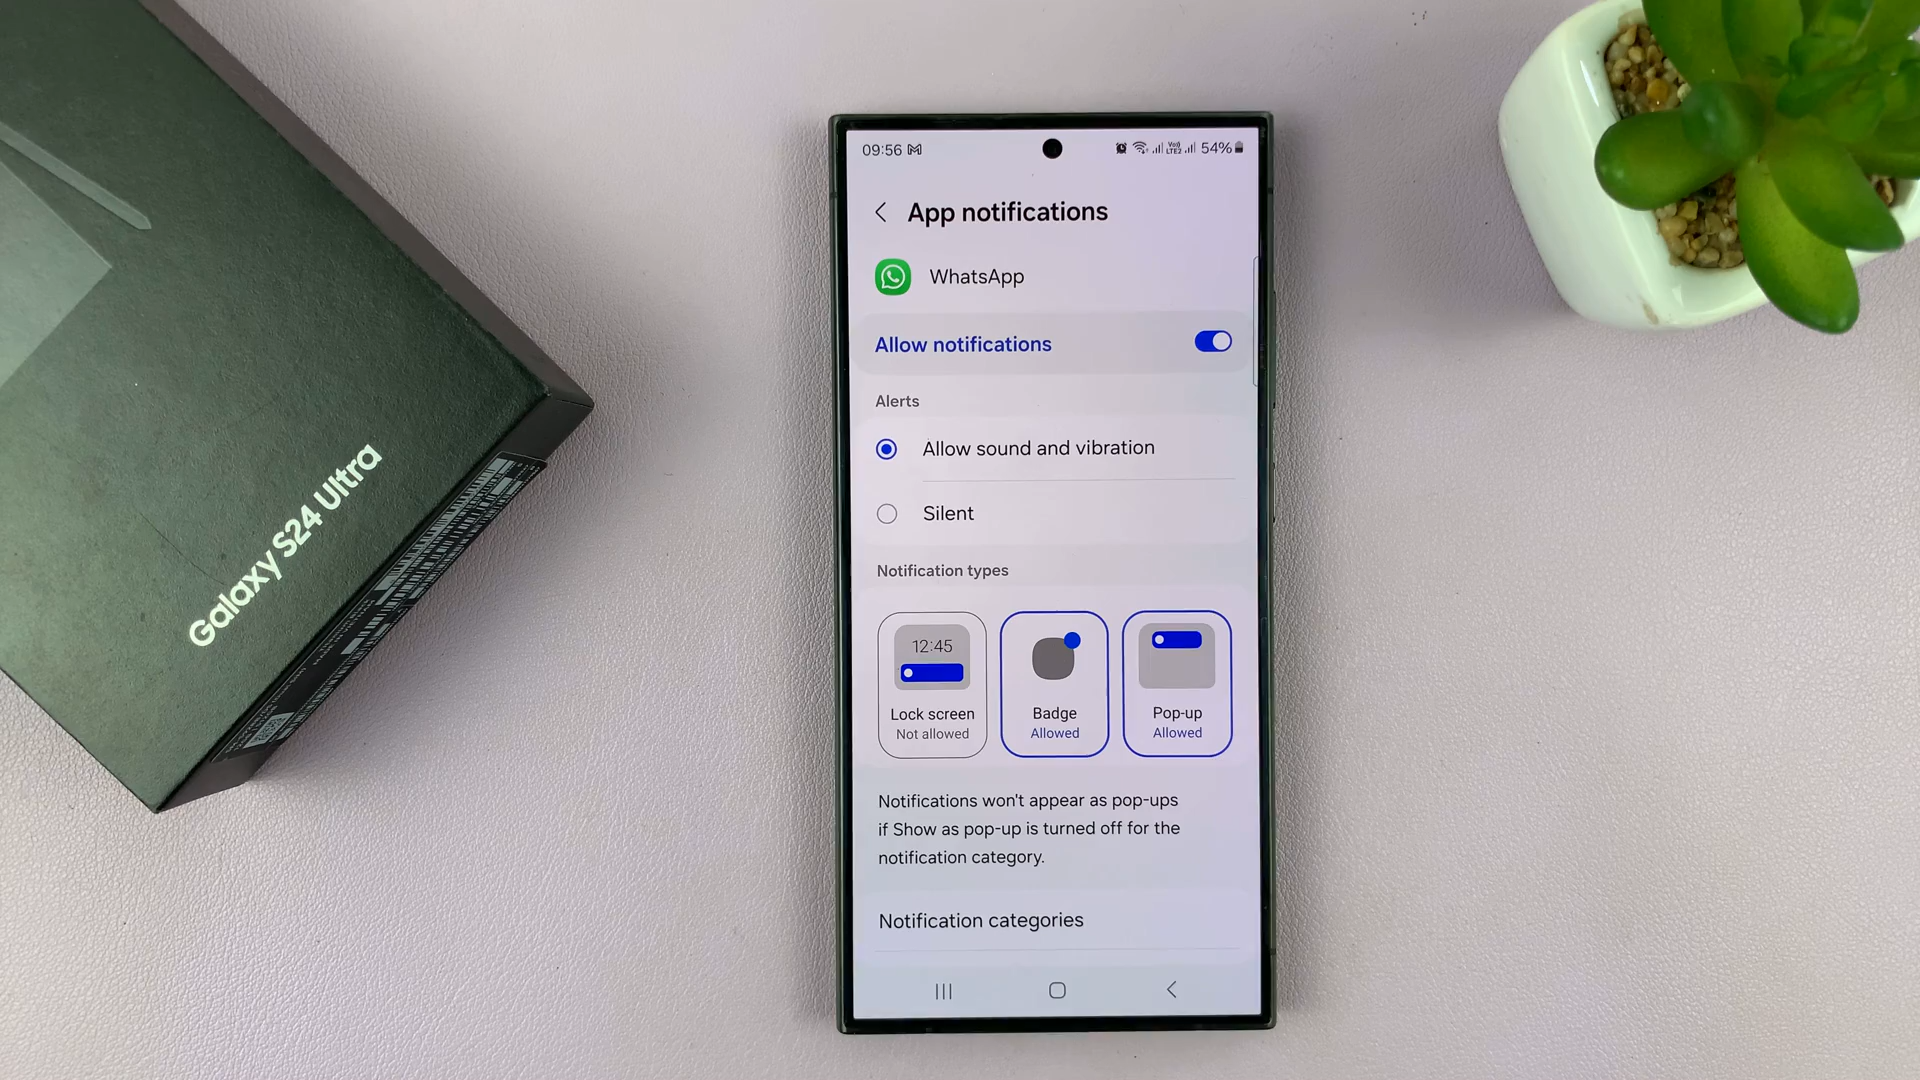 Galaxy S24 Ultra
09:56
54%
App notifications
WhatsApp
Allow notifications
Alerts
Allow sound and vibration
Silent
Notification types
12:45
Lock screen
Not allowed
Badge
Allowed
Pop-up
Allowed
Notifications won't appear as pop-ups
if Show as pop-up is turned off for the
notification category.
Notification categories